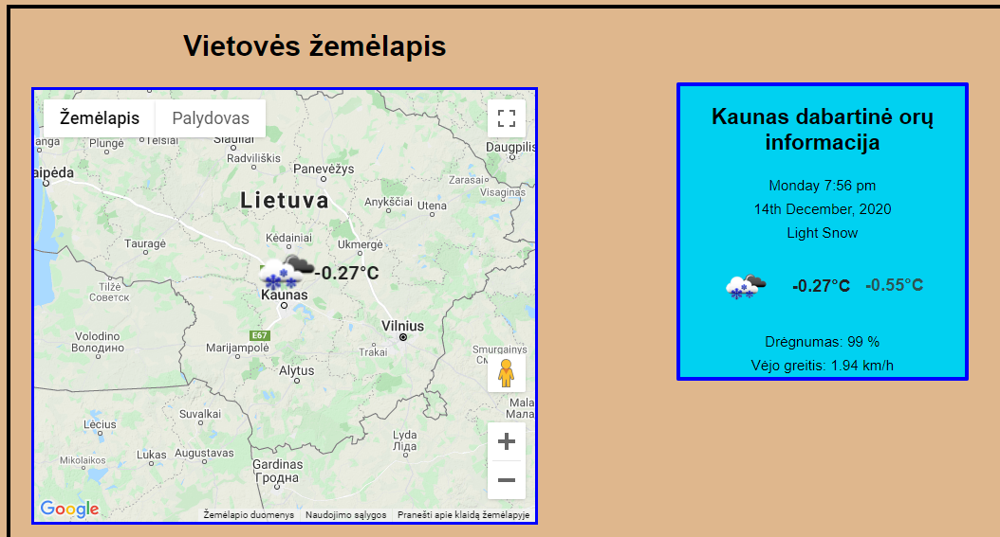 Vietovės žemėlapis
Žemėlapis
Palydovas
Plungė
Telšiai
Šiauliai
Radviliškis
Panevėžys
Daugpilis
aipėda
Lietuva
Zarasai
Visaginas
Anykščiai
Utena
Kėdainiai
Tauragė
Ukmergė
-0.27°C
Tilžė
Советск
Kaunas
Vilnius
E67
Volodino
Володино
Marijampolė
Trakai
Smurgainys
Alytus
Mala
Мала
Suvalkai
Lėcius
Lyda
Ліда
Mikolaikos
Lukas
Augustavas
Gardinas
Гродна
Google
Žemėlapio duomenys
Naudojimo sąlygos
Pranešti apie klaidą žemėlapyje
Kaunas dabartinė orų
informacija
Monday 7:56 pm
14th December, 2020
Light Snow
-0.27°C -0.55°C
Drėgnumas: 99 %
Vėjo greitis: 1.94 km/h